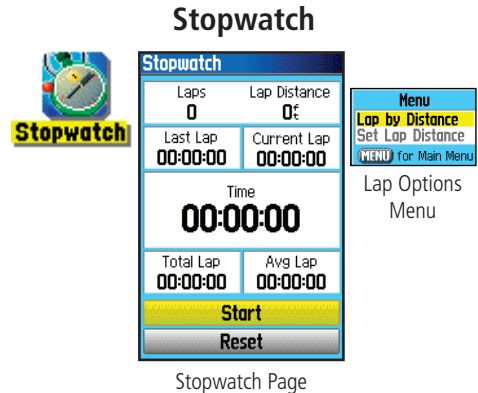 Stopwatch
Stopwatch
Stopwatch
Laps
0
Lap Distance
0ft
Last Lap
00:00:00
Current Lap
00:00:00
Time
00:00:00
Total Lap
00:00:00
Avg Lap
00:00:00
Start
Reset
Stopwatch Page
Menu
Lap by Distance
Set Lap Distance
MENU for Main Menu
Lap Options
Menu